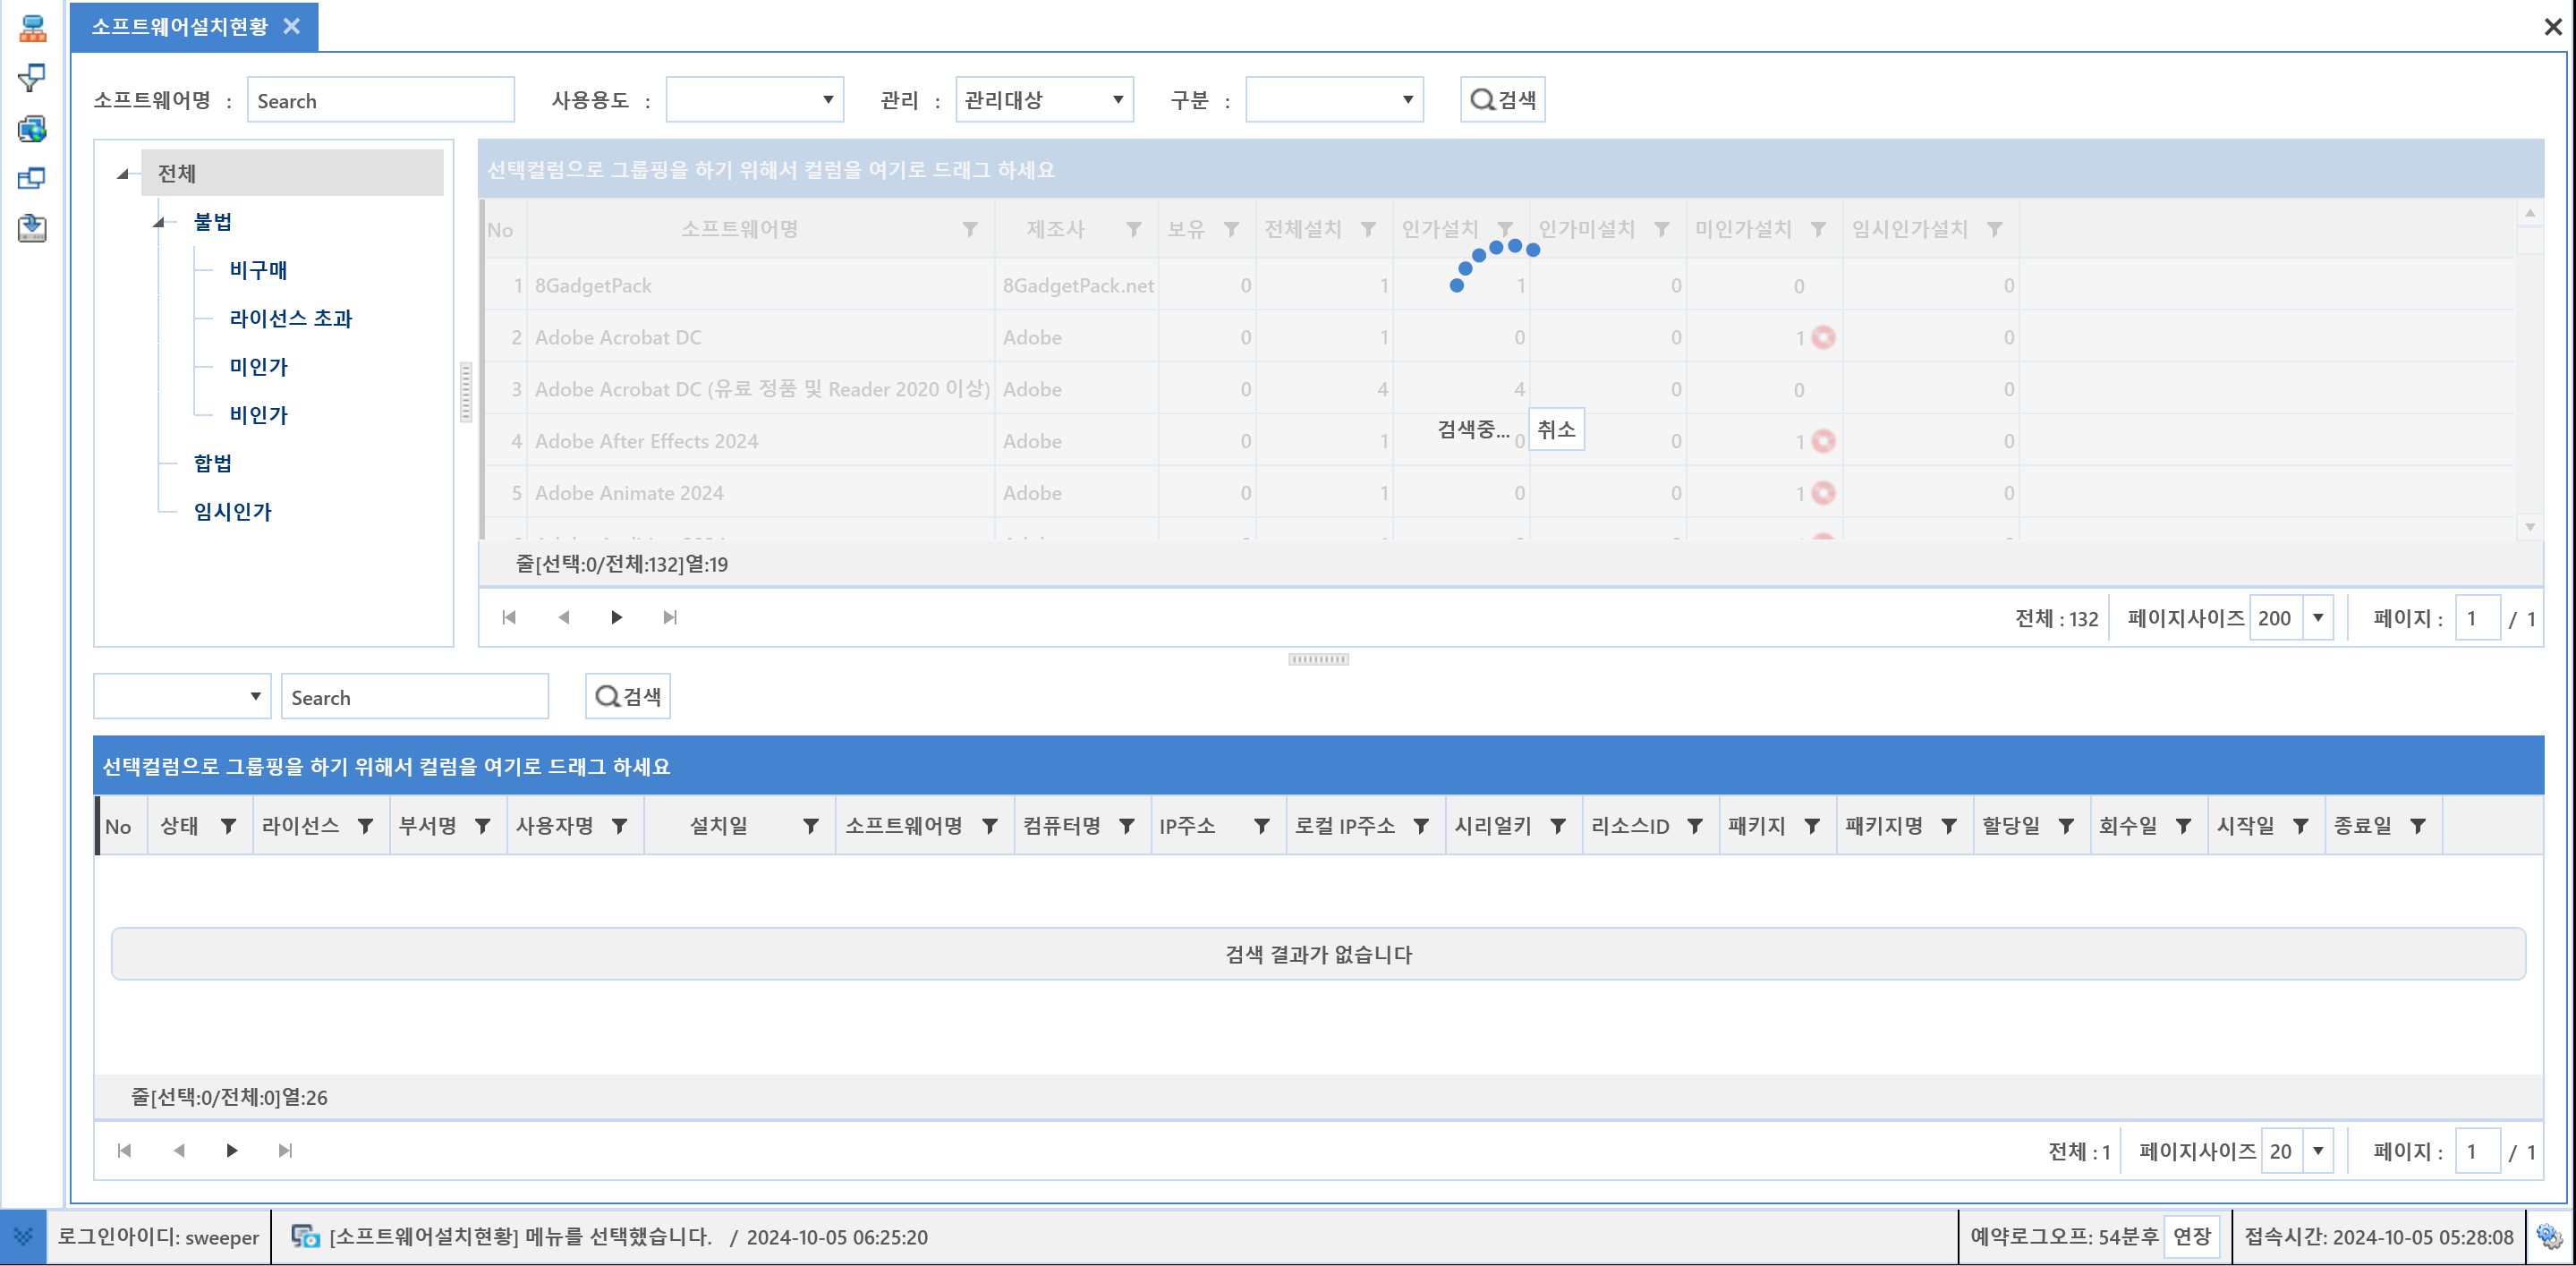 소프트웨어설치현황
소프트웨어명 : Search 사용용도 : 관리 : 관리대상 구분 : 검색
전체
불법
비구매
라이선스 초과
미인가
비인가
합법
임시인가
선택컬럼으로 그룹핑을 하기 위해서 컬럼을 여기로 드래그 하세요
No 소프트웨어명 제조사 보유 전체설치 인가설치 인가미설치 미인가설치 임시인가설치
1 8GadgetPack 8GadgetPack.net 0 1 1 0 0 0
2 Adobe Acrobat DC Adobe 0 1 0 0 1 0
3 Adobe Acrobat DC (유료 정품 및 Reader 2020 이상) Adobe 0 4 4 0 0 0
검색중... 취소
4 Adobe After Effects 2024 Adobe 0 1 0 0 1 0
5 Adobe Animate 2024 Adobe 0 1 0 0 1 0
줄[선택:0/전체:132]열:19
전체 : 132 페이지사이즈 200 페이지 : 1 / 1
Search 검색
선택컬럼으로 그룹핑을 하기 위해서 컬럼을 여기로 드래그 하세요
No 상태 라이선스 부서명 사용자명 설치일 소프트웨어명 컴퓨터명 IP주소 로컬 IP주소 시리얼키 리소스ID 패키지 패키지명 할당일 회수일 시작일 종료일
검색 결과가 없습니다
줄[선택:0/전체:0]열:26
전체 : 1 페이지사이즈 20 페이지 : 1 / 1
로그인아이디: sweeper [소프트웨어설치현황] 메뉴를 선택했습니다. / 2024-10-05 06:25:20 예약로그오프: 54분후 연장 접속시간: 2024-10-05 05:28:08